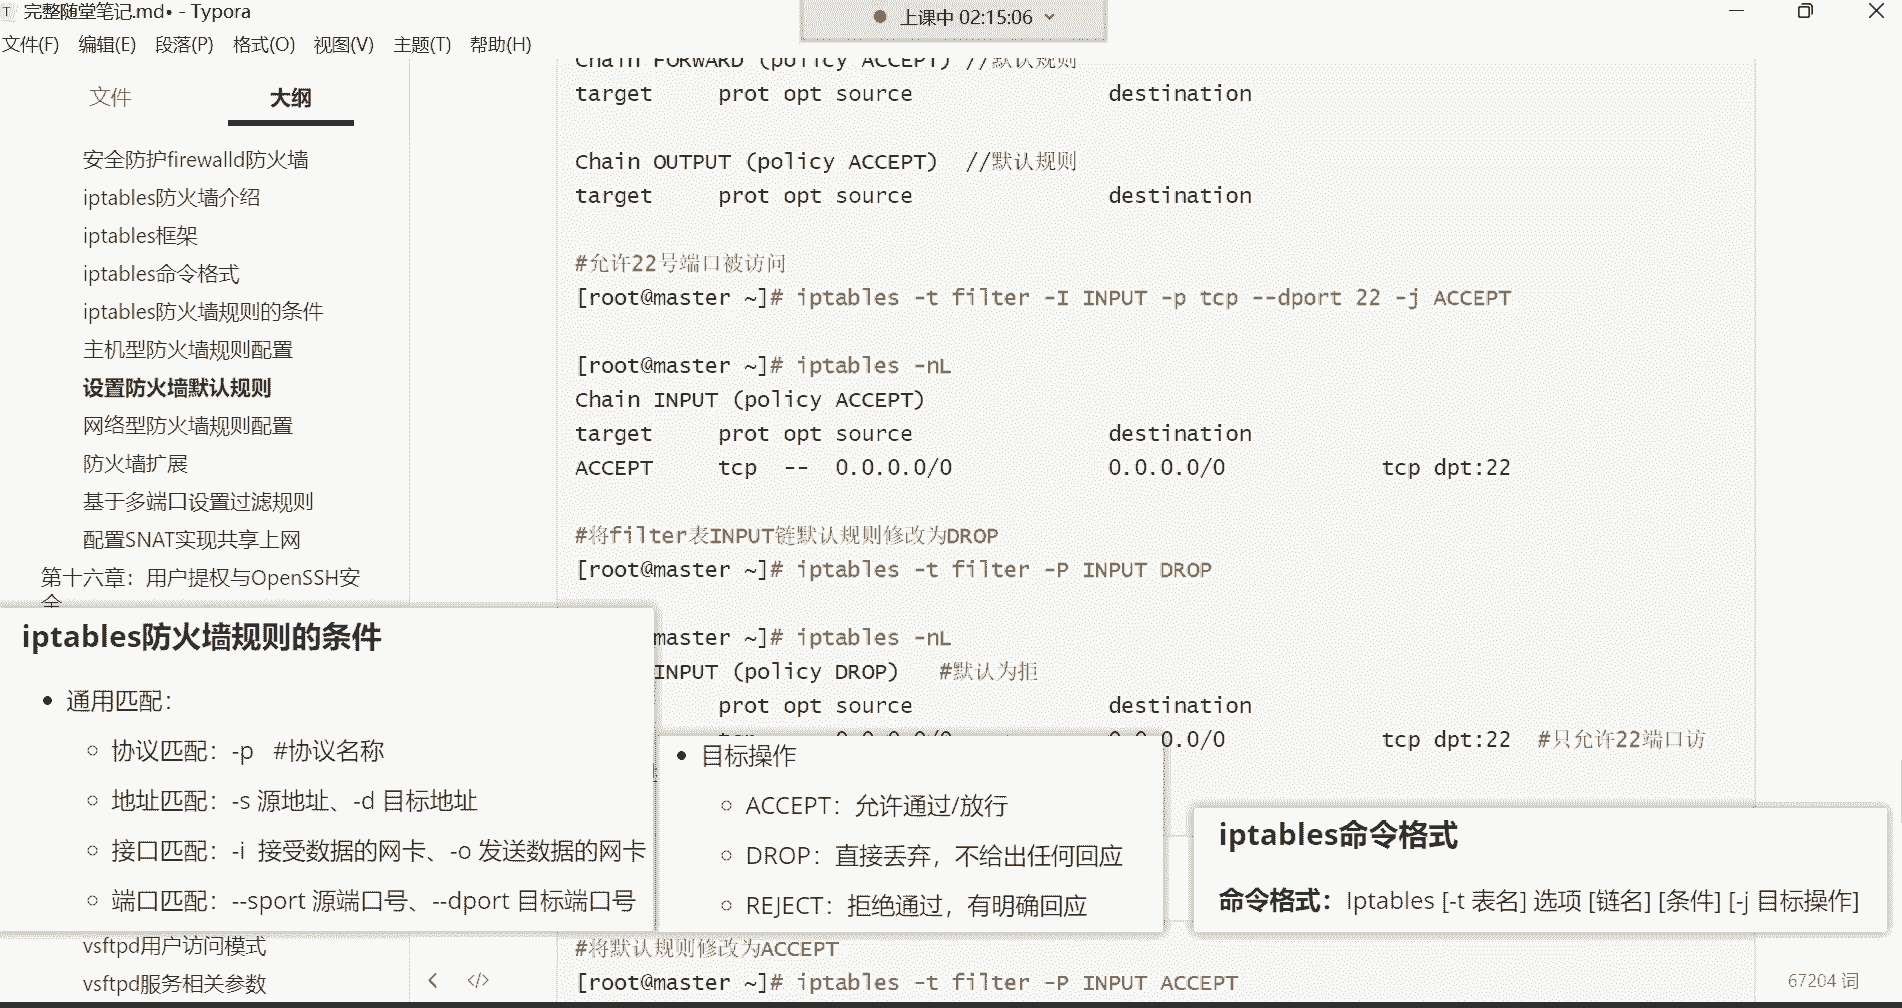 完整随堂笔记.md• - Typora
上课中 02:15:06
文件(F) 编辑(E) 段落(P) 格式(O) 视图(V) 主题(T) 帮助(H)
文件 大纲
安全防护firewalld防火墙
iptables防火墙介绍
iptables框架
iptables命令格式
iptables防火墙规则的条件
主机型防火墙规则配置
设置防火墙默认规则
网络型防火墙规则配置
防火墙扩展
基于多端口设置过滤规则
配置SNAT实现共享上网
第十六章：用户提权与OpenSSH安
全
Chain FORWARD (policy ACCEPT) //默认规则
target prot opt source destination
Chain OUTPUT (policy ACCEPT) //默认规则
target prot opt source destination
#允许22号端口被访问
[root@master ~]# iptables -t filter -I INPUT -p tcp --dport 22 -j ACCEPT
[root@master ~]# iptables -nL
Chain INPUT (policy ACCEPT)
target prot opt source destination
ACCEPT tcp -- 0.0.0.0/0 0.0.0.0/0 tcp dpt:22
#将filter表INPUT链默认规则修改为DROP
[root@master ~]# iptables -t filter -P INPUT DROP
master ~]# iptables -nL
INPUT (policy DROP) #默认为拒
prot opt source destination
0.0/0 tcp dpt:22 #只允许22端口访
iptables防火墙规则的条件
• 通用匹配：
○ 协议匹配：-p #协议名称
○ 地址匹配：-s 源地址、-d 目标地址
○ 接口匹配：-i 接受数据的网卡、-o 发送数据的网卡
○ 端口匹配：--sport 源端口号、--dport 目标端口号
• 目标操作
○ ACCEPT：允许通过/放行
○ DROP：直接丢弃，不给出任何回应
○ REJECT：拒绝通过，有明确回应
iptables命令格式
命令格式：Iptables [-t 表名] 选项 [链名] [条件] [-j 目标操作]
vsftpd用户访问模式
vsftpd服务相关参数
#将默认规则修改为ACCEPT
[root@master ~]# iptables -t filter -P INPUT ACCEPT
67204 词